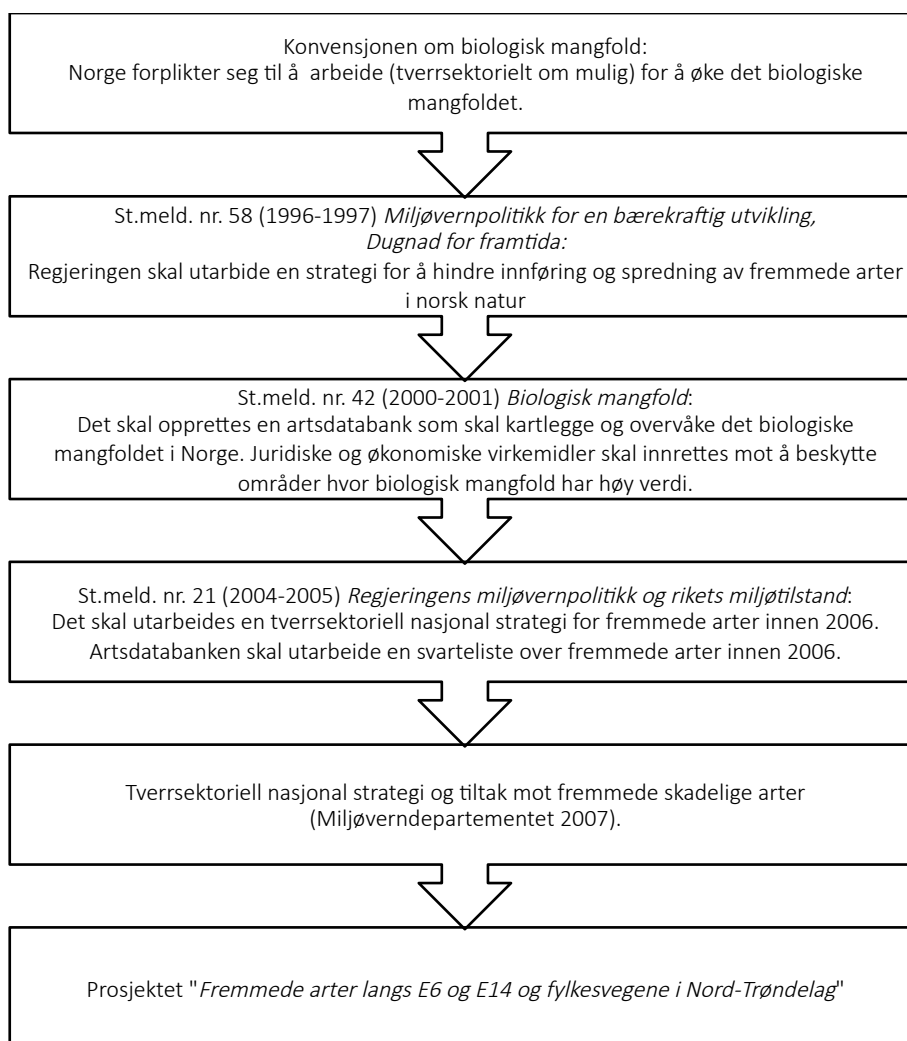 Konvensjonen om biologisk mangfold:
Norge forplikter seg til å arbeide (tverrsektorielt om mulig) for å øke det biologiske
mangfoldet.
St.meld. nr. 58 (1996-1997) Miljøvernpolitikk for en bærekraftig utvikling,
Dugnad for framtida:
Regjeringen skal utarbide en strategi for å hindre innføring og spredning av fremmede arter
i norsk natur
St.meld. nr. 42 (2000-2001) Biologisk mangfold:
Det skal opprettes en artsdatabank som skal kartlegge og overvåke det biologiske
mangfoldet i Norge. Juridiske og økonomiske virkemidler skal innrettes mot å beskytte
områder hvor biologisk mangfold har høy verdi.
St.meld. nr. 21 (2004-2005) Regjeringens miljøvernpolitikk og rikets miljøtilstand:
Det skal utarbeides en tverrsektoriell nasjonal strategi for fremmede arter innen 2006.
Artsdatabanken skal utarbeide en svarteliste over fremmede arter innen 2006.
Tverrsektoriell nasjonal strategi og tiltak mot fremmede skadelige arter
(Miljøverndepartementet 2007).
Prosjektet "Fremmede arter langs E6 og E14 og fylkesvegene i Nord-Trøndelag"